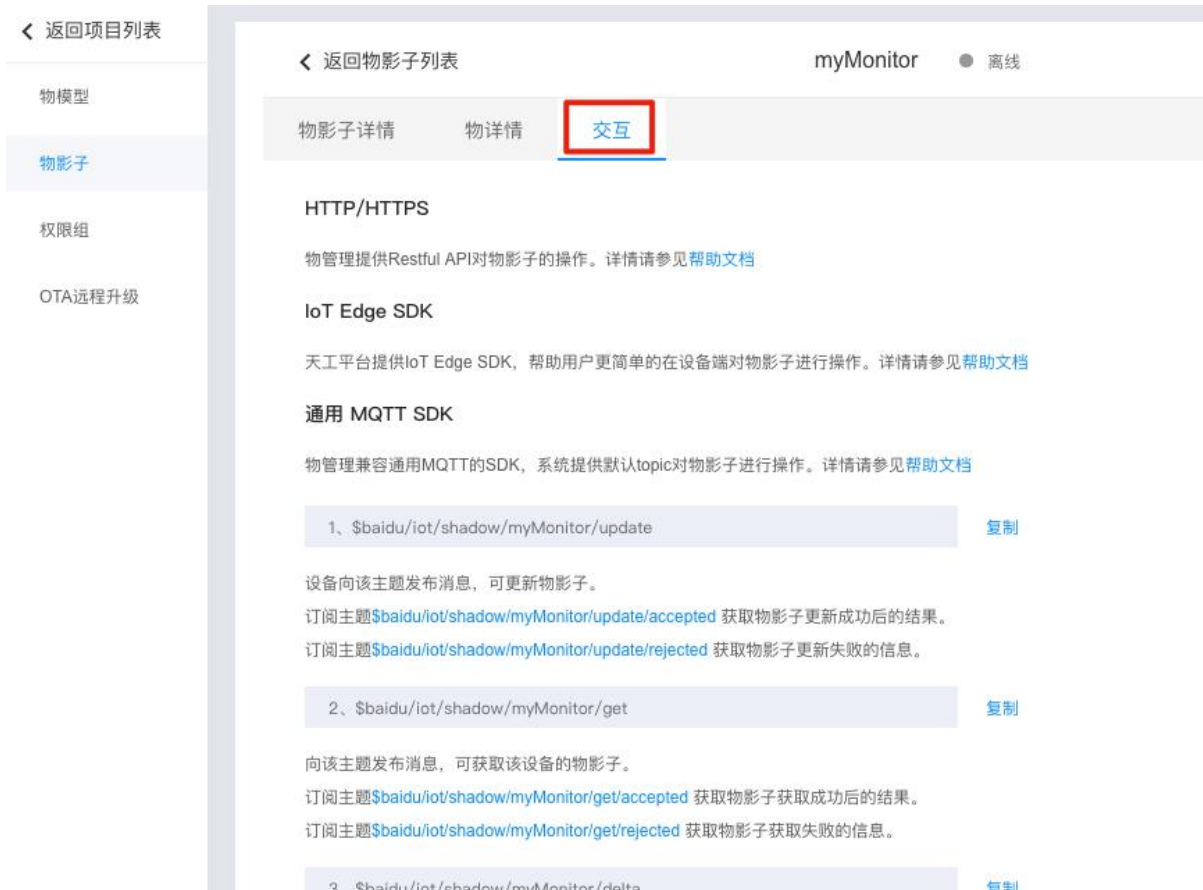 返回项目列表
物模型
物影子
权限组
OTA远程升级
返回物影子列表
myMonitor
离线
物影子详情
物详情
交互
HTTP/HTTPS
物管理提供Restful API对物影子的操作。详情请参见帮助文档
IoT Edge SDK
天工平台提供IoT Edge SDK，帮助用户更简单的在设备端对物影子进行操作。详情请参见帮助文档
通用 MQTT SDK
物管理兼容通用MQTT的SDK，系统提供默认topic对物影子进行操作。详情请参见帮助文档
1、$baidu/iot/shadow/myMonitor/update 复制
设备向该主题发布消息，可更新物影子。
订阅主题$baidu/iot/shadow/myMonitor/update/accepted 获取物影子更新成功后的结果。
订阅主题$baidu/iot/shadow/myMonitor/update/rejected 获取物影子更新失败的信息。
2、$baidu/iot/shadow/myMonitor/get 复制
向该主题发布消息，可获取该设备的物影子。
订阅主题$baidu/iot/shadow/myMonitor/get/accepted 获取物影子获取成功后的结果。
订阅主题$baidu/iot/shadow/myMonitor/get/rejected 获取物影子获取失败的信息。
3、$baidu/iot/shadow/myMonitor/delta 复制